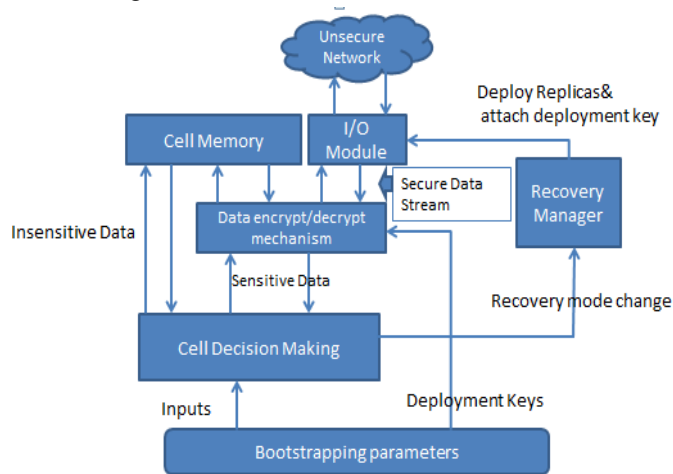 Unsecure
Network
Deploy Replicas&
attach deployment key
Cell Memory
I/O
Module
Secure Data
Stream
Recovery
Manager
Data encrypt/decrypt
mechanism
Insensitive Data
Sensitive Data
Recovery mode change
Cell Decision Making
Inputs
Deployment Keys
Bootstrapping parameters